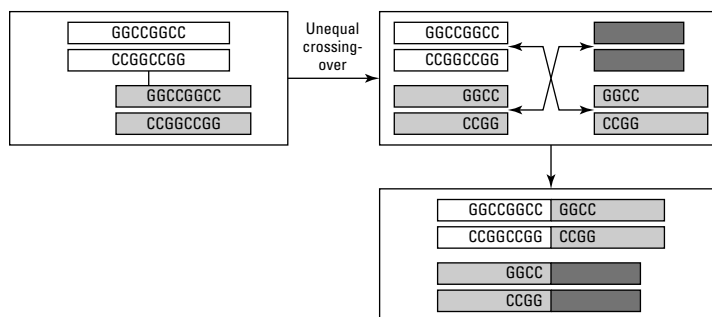 GGCCGGCC
CCGGCCGG
GGCCGGCC
CCGGCCGG
Unequal
crossing-
over
GGCCGGCC
CCGGCCGG
GGCC GGCC
CCGG CCGG
GGCCGGCC GGCC
CCGGCCGG CCGG
GGCC
CCGG